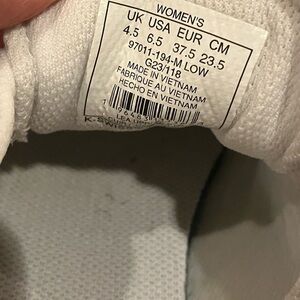 WOMEN'S
UK USA EUR CM
4.5 6.5 37.5 23.5
97011-194-M LOW
G23/118
MADE IN VIETNAM
FABRIQUE AU VIETNAM
HECHO EN VIETNAM
K-SWISS